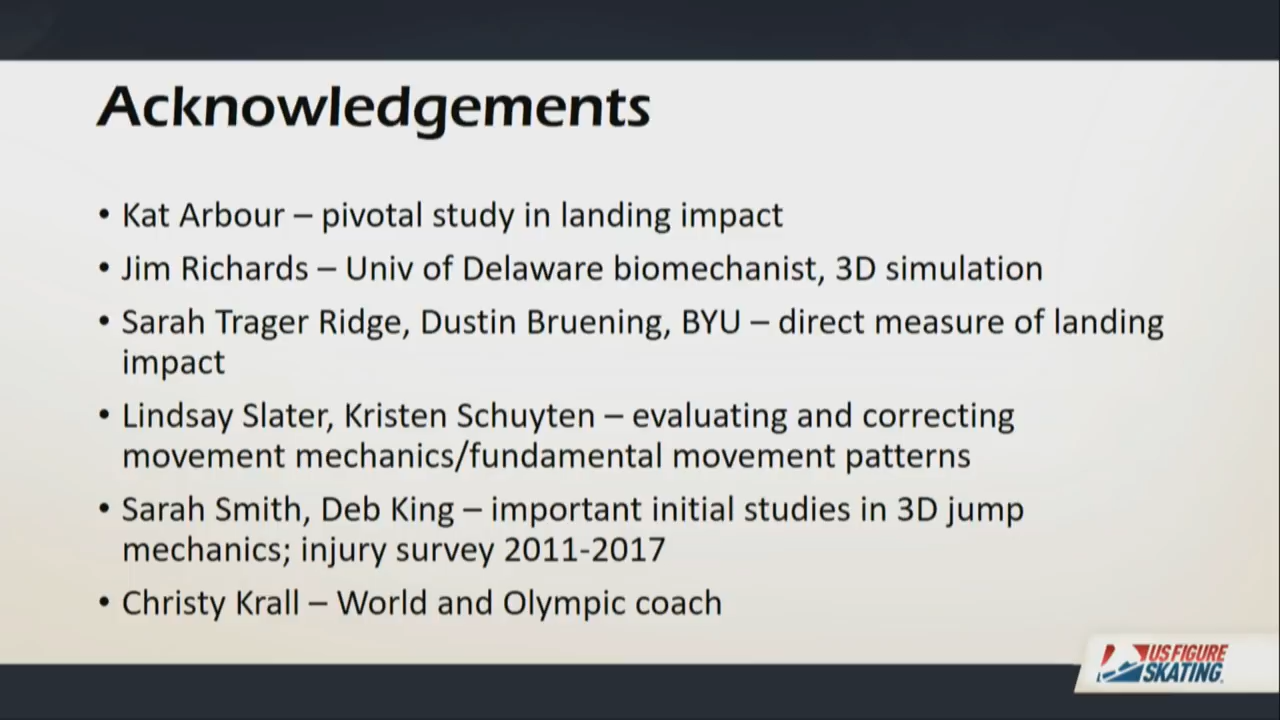 Acknowledgements
• Kat Arbour – pivotal study in landing impact
• Jim Richards – Univ of Delaware biomechanist, 3D simulation
• Sarah Trager Ridge, Dustin Bruening, BYU – direct measure of landing
impact
• Lindsay Slater, Kristen Schuyten – evaluating and correcting
movement mechanics/fundamental movement patterns
• Sarah Smith, Deb King – important initial studies in 3D jump
mechanics; injury survey 2011-2017
• Christy Krall – World and Olympic coach
US FIGURE
SKATING